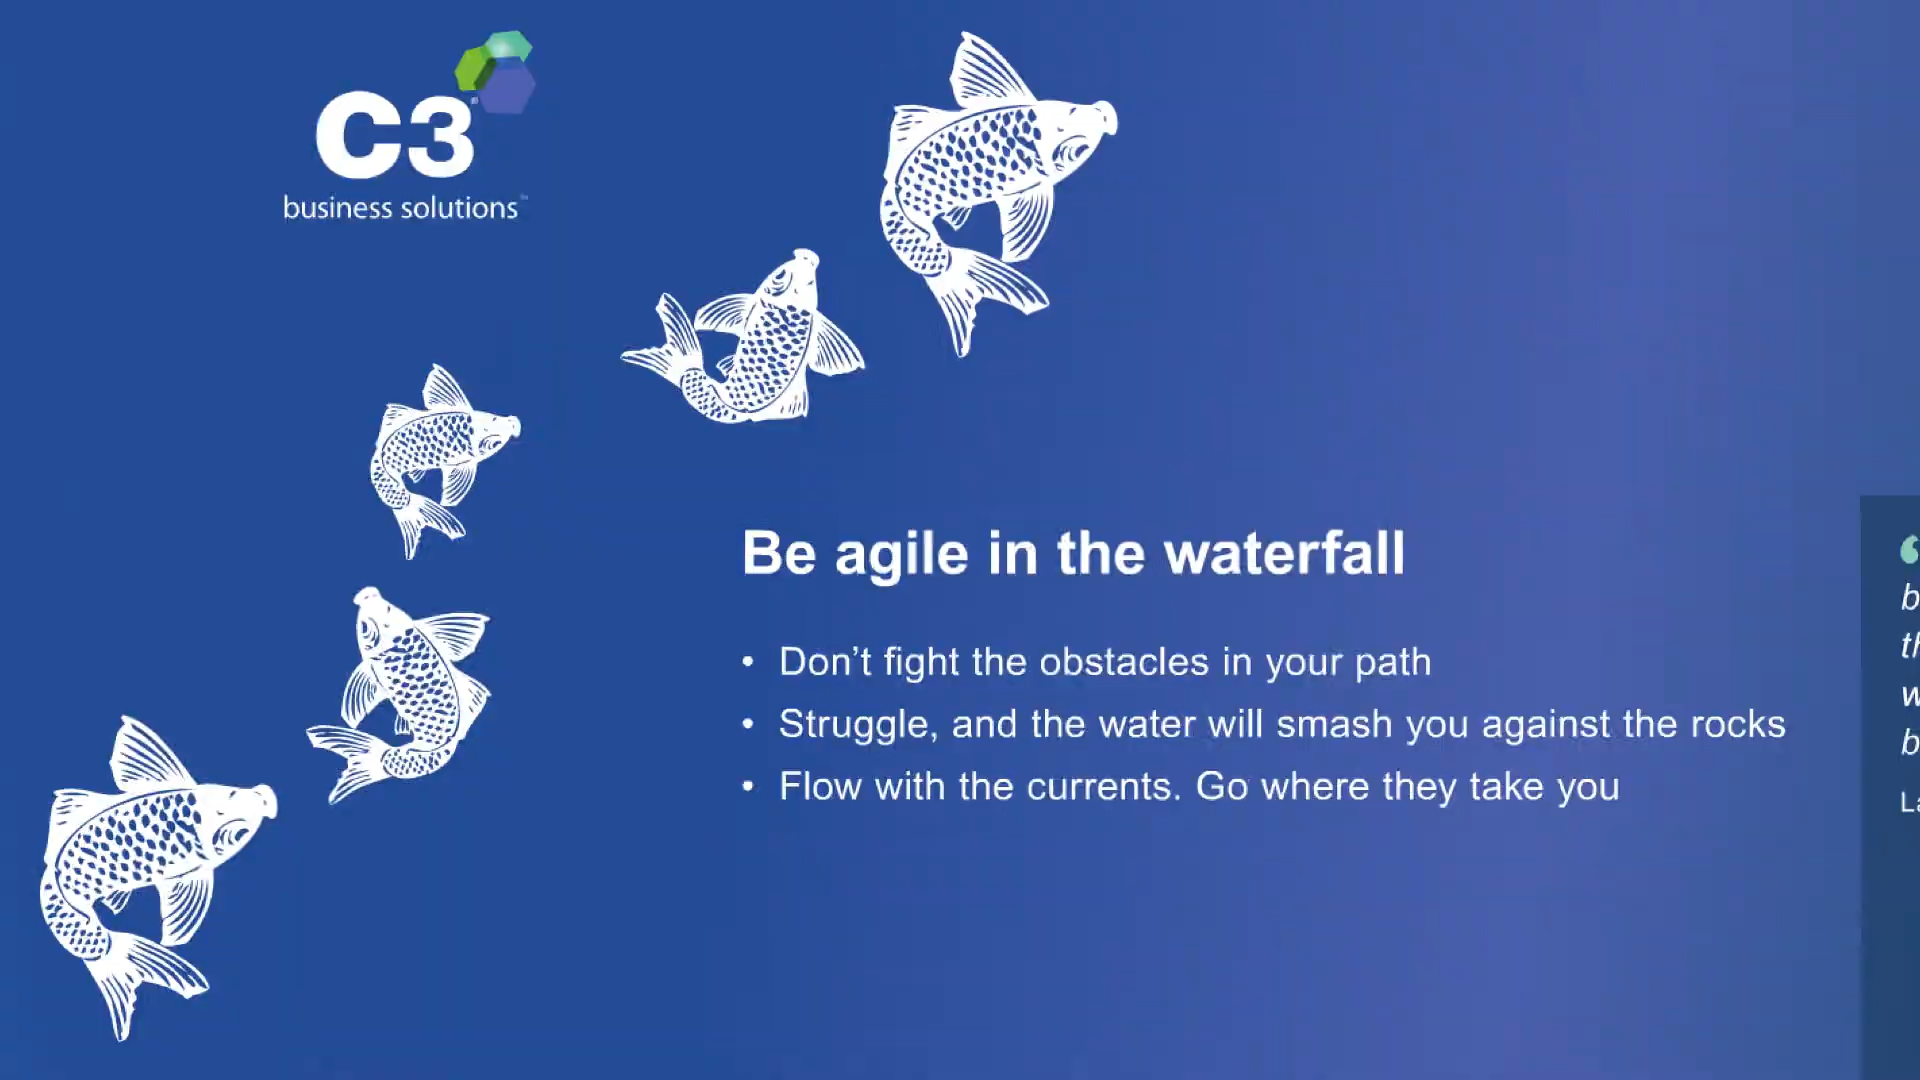 C3
business solutions™
Be agile in the waterfall
• Don’t fight the obstacles in your path
• Struggle, and the water will smash you against the rocks
• Flow with the currents. Go where they take you